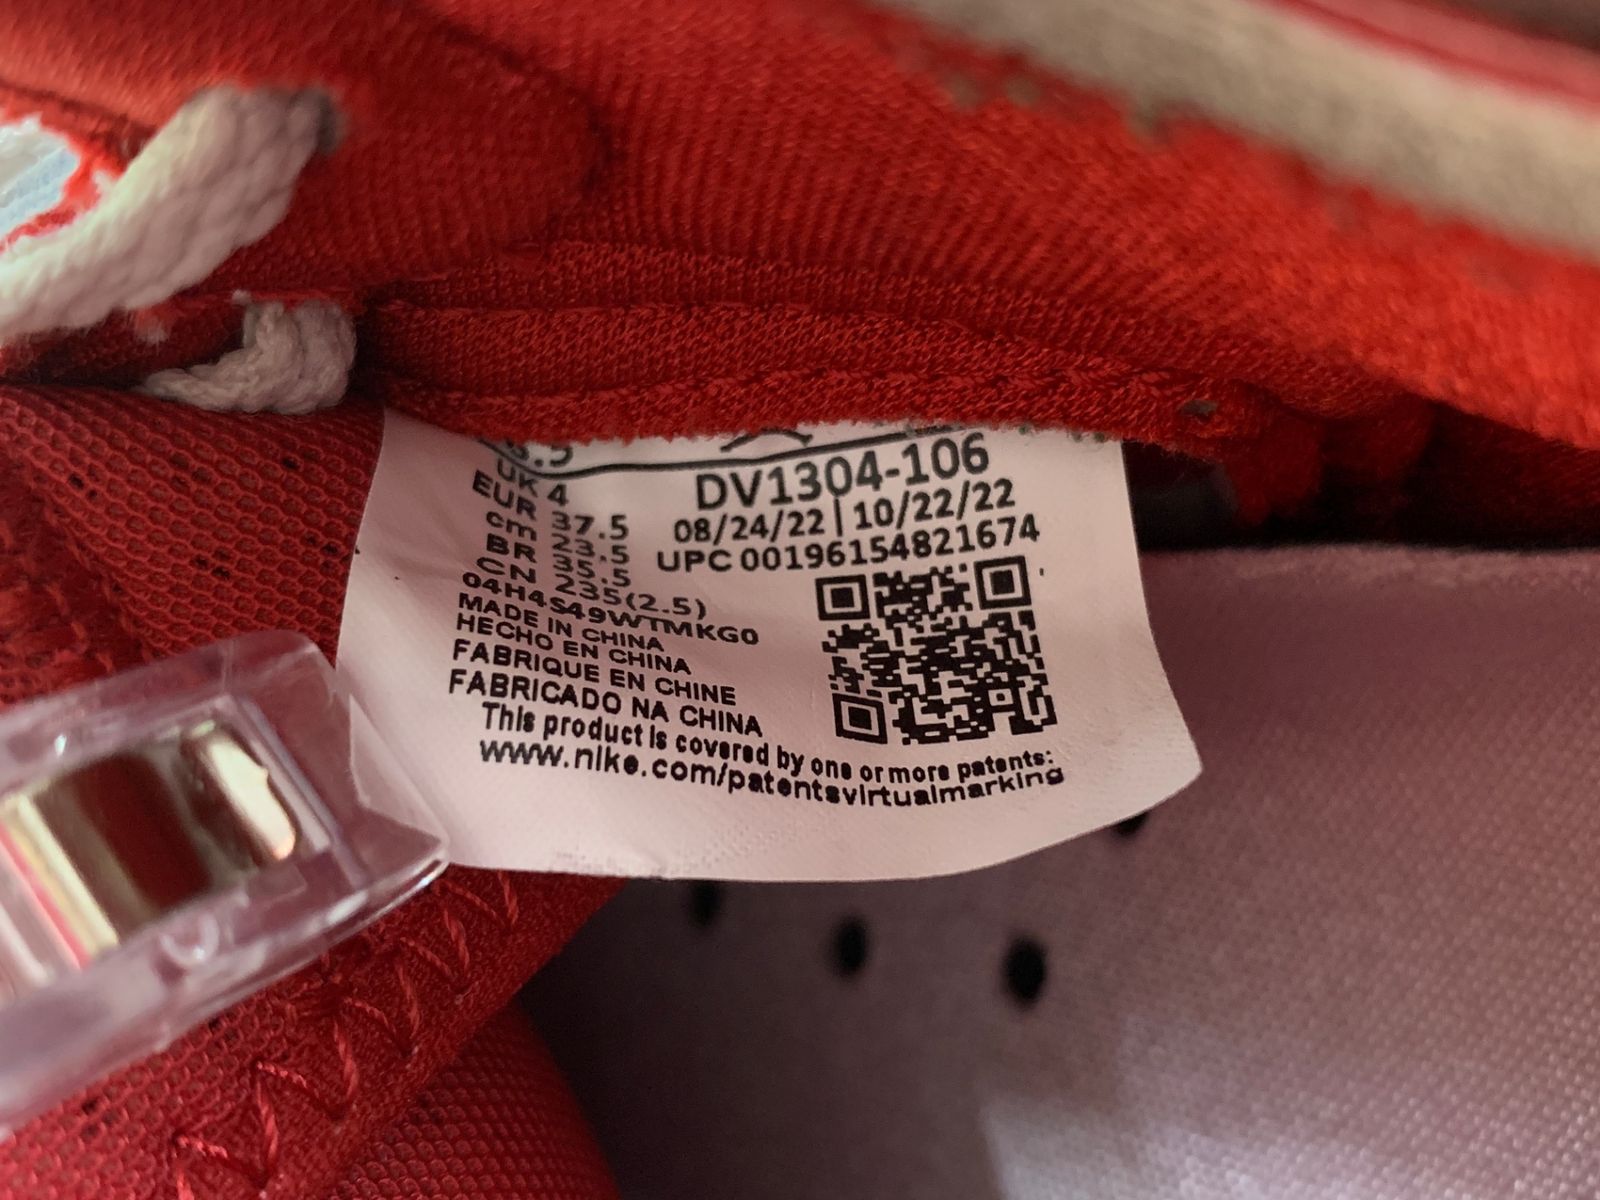 UK 4
EUR 37.5
cm 23.5
BR 35.5
CN 235(2.5)
DV1304-106
08/24/22 | 10/22/22
UPC 00196154821674
04H4S49WTMKG0
MADE IN CHINA
HECHO EN CHINA
FABRIQUE EN CHINE
FABRICADO NA CHINA
This product is covered by one or more patents:
www.nike.com/patentsvirtualmarking